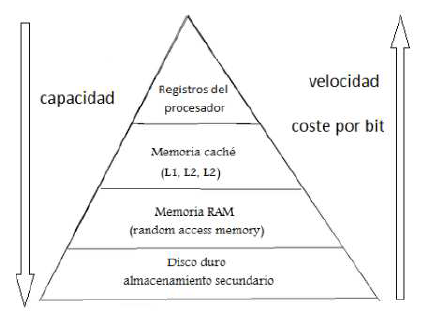 capacidad
velocidad
coste por bit
Registros del
procesador
Memoria caché
(L1, L2, L2)
Memoria RAM
(random access memory)
Disco duro
almacenamiento secundario